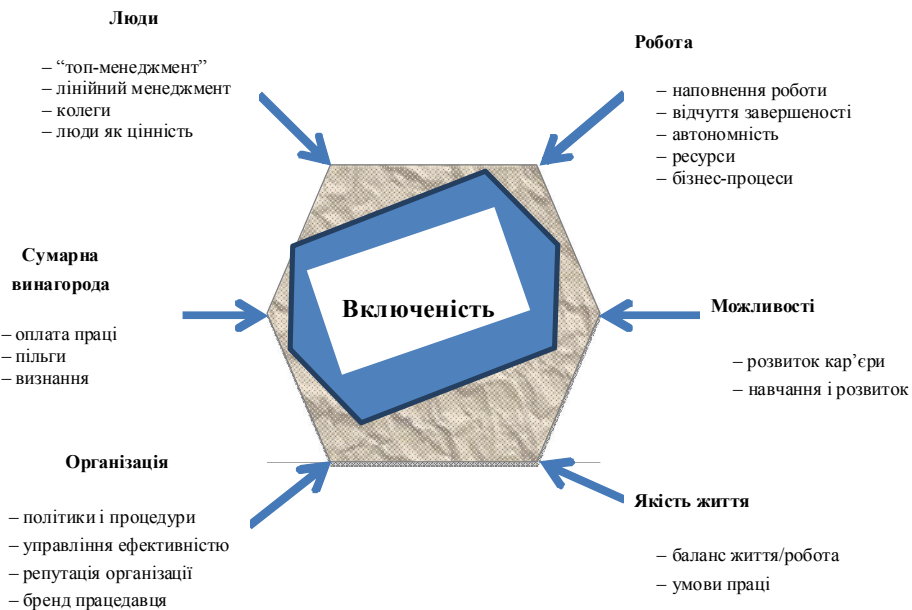 Люди
– “топ-менеджмент”
– лінійний менеджмент
– колеги
– люди як цінність
Робота
– наповнення роботи
– відчуття завершеності
– автономність
– ресурси
– бізнес-процеси
Сумарна
винагорода
– оплата праці
– пільги
– визнання
Включеність
Можливості
– розвиток кар’єри
– навчання і розвиток
Організація
– політики і процедури
– управління ефективністю
– репутація організації
– бренд працедавця
Якість життя
– баланс життя/робота
– умови праці